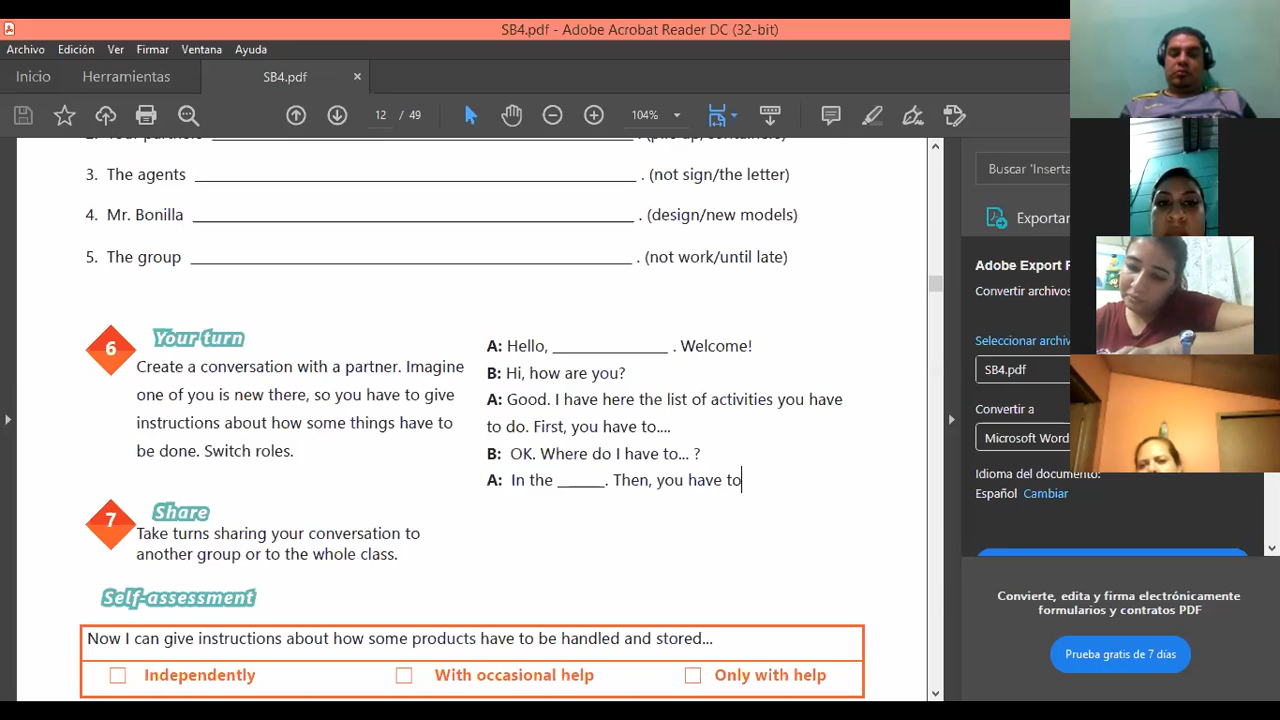 SB4.pdf - Adobe Acrobat Reader DC (32-bit)
Archivo Edición Ver Firmar Ventana Ayuda
Inicio Herramientas SB4.pdf ×
12 / 49 104%
3. The agents ______ . (not sign/the letter)
4. Mr. Bonilla ______ . (design/new models)
5. The group ______ . (not work/until late)
6 Your turn
Create a conversation with a partner. Imagine
one of you is new there, so you have to give
instructions about how some things have to
be done. Switch roles.
A: Hello, ______ . Welcome!
B: Hi, how are you?
A: Good. I have here the list of activities you have
to do. First, you have to....
B: OK. Where do I have to... ?
A: In the ______. Then, you have to
7 Share
Take turns sharing your conversation to
another group or to the whole class.
Self-assessment
Now I can give instructions about how some products have to be handled and stored...
Independently With occasional help Only with help
Buscar 'Inserta
Exportar
Adobe Export
Convertir archivos
Seleccionar archiv
SB4.pdf
Convertir a
Microsoft Word
Idioma del documento:
Español Cambiar
Convierte, edita y firma electrónicamente
formularios y contratos PDF
Prueba gratis de 7 días